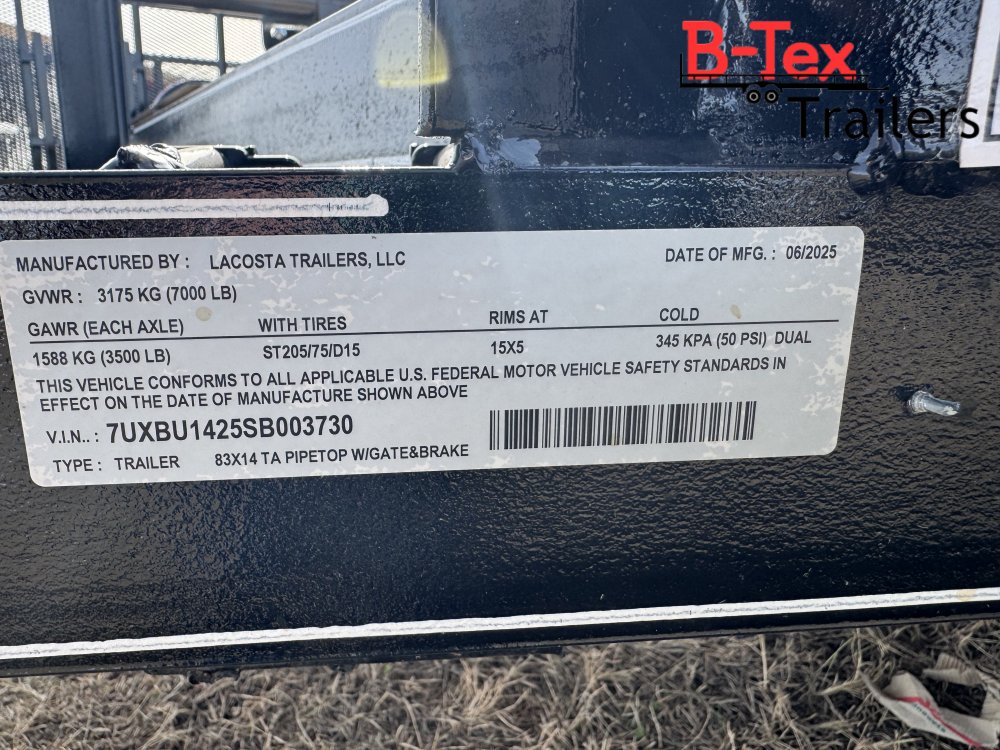 B-Tex
Trailers
MANUFACTURED BY : LACOSTA TRAILERS, LLC DATE OF MFG. : 06/2025
GVWR : 3175 KG (7000 LB)
GAWR (EACH AXLE) WITH TIRES RIMS AT COLD
1588 KG (3500 LB) ST205/75/D15 15X5 345 KPA (50 PSI) DUAL
THIS VEHICLE CONFORMS TO ALL APPLICABLE U.S. FEDERAL MOTOR VEHICLE SAFETY STANDARDS IN
EFFECT ON THE DATE OF MANUFACTURE SHOWN ABOVE
V.I.N.. : 7UXBU1425SB003730
TYPE : TRAILER 83X14 TA PIPETOP W/GATE&BRAKE